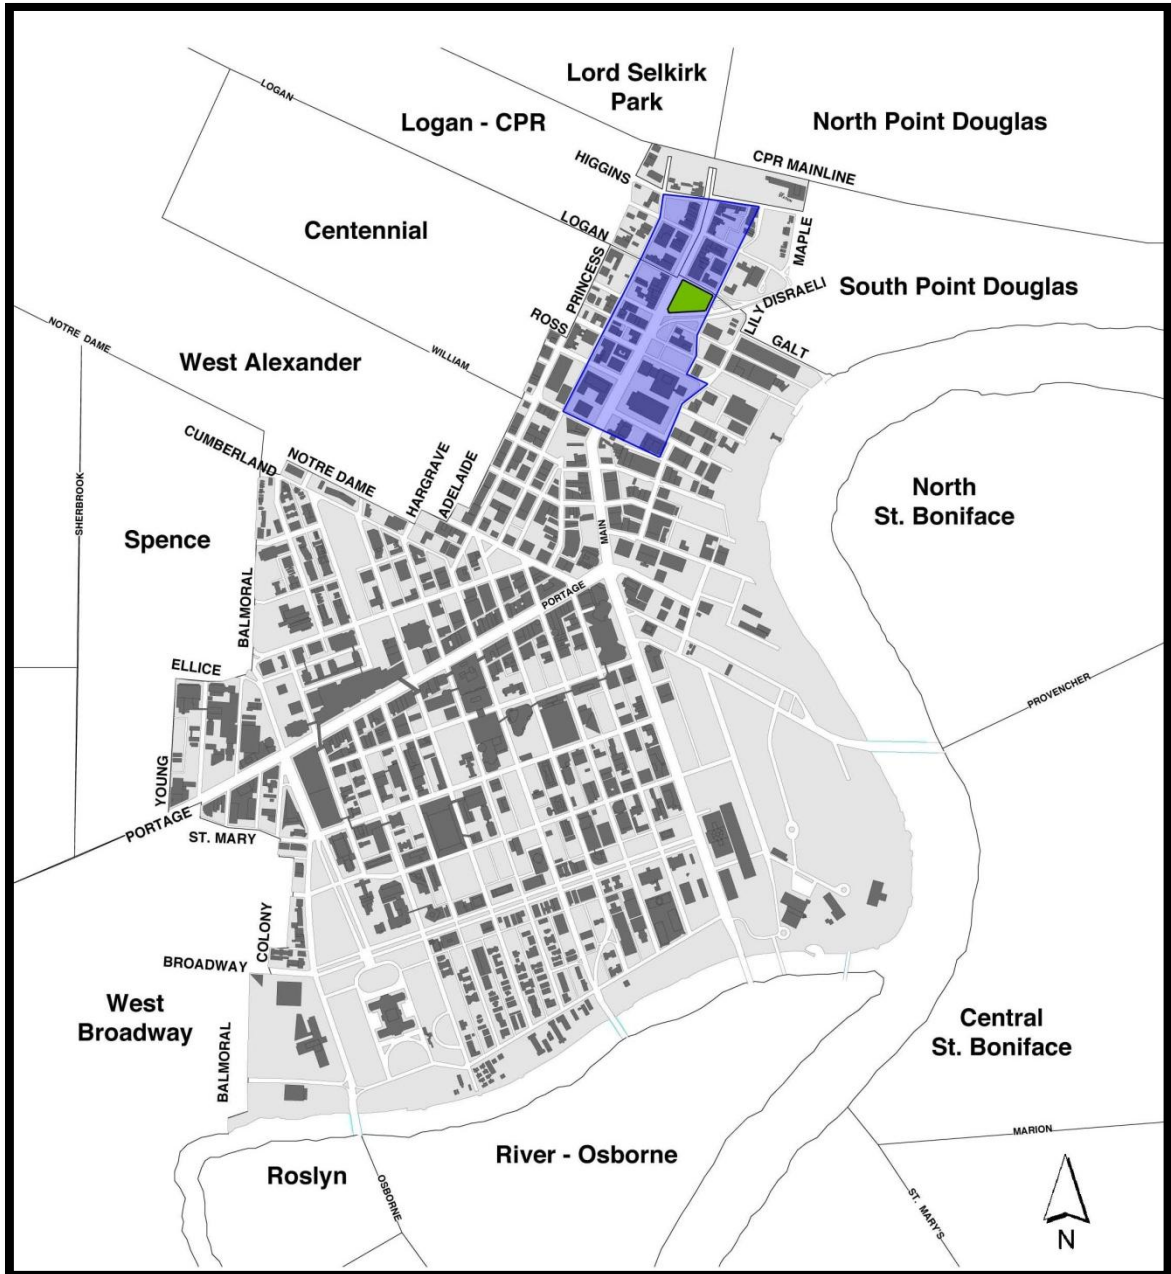 Lord Selkirk
Park
LOGAN
Logan - CPR
North Point Douglas
HIGGINS
CPR MAINLINE
LOGAN
Centennial
MAPLE
PRINCESS
DISRAELI
South Point Douglas
ROSS
LILY
GALT
NOTRE DAME
WILLIAM
West Alexander
CUMBERLAND
NOTRE DAME
HARGRAVE
ADELAIDE
SHERBROOK
North
St. Boniface
Spence
MAIN
BALMORAL
PORTAGE
ELLICE
PROVENCHER
YOUNG
PORTAGE
ST. MARY
COLONY
BROADWAY
West
Broadway
Central
St. Boniface
BALMORAL
MARION
River - Osborne
Roslyn
OSBORNE
ST. MARY'S
N